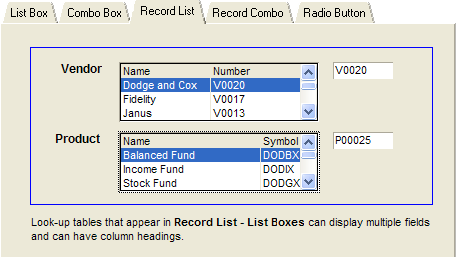 List Box Combo Box Record List Record Combo Radio Button
Vendor Name Number V0020
Dodge and Cox V0020
Fidelity V0017
Janus V0013
Product Name Symbol P00025
Balanced Fund DODBX
Income Fund DODIX
Stock Fund DODGX
Look-up tables that appear in Record List - List Boxes can display multiple fields
and can have column headings.